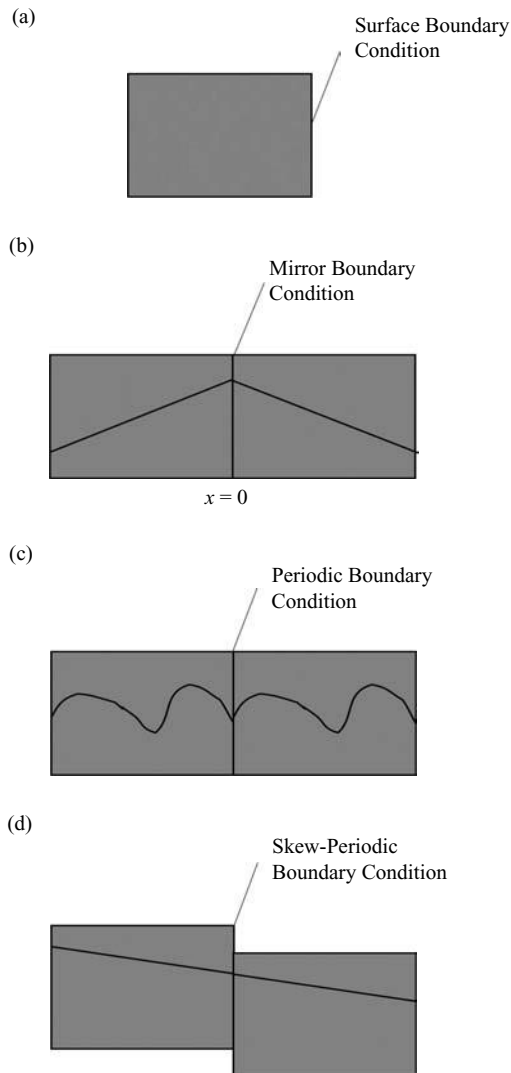 (a)
Surface Boundary
Condition
(b)
Mirror Boundary
Condition
x = 0
(c)
Periodic Boundary
Condition
(d)
Skew-Periodic
Boundary Condition